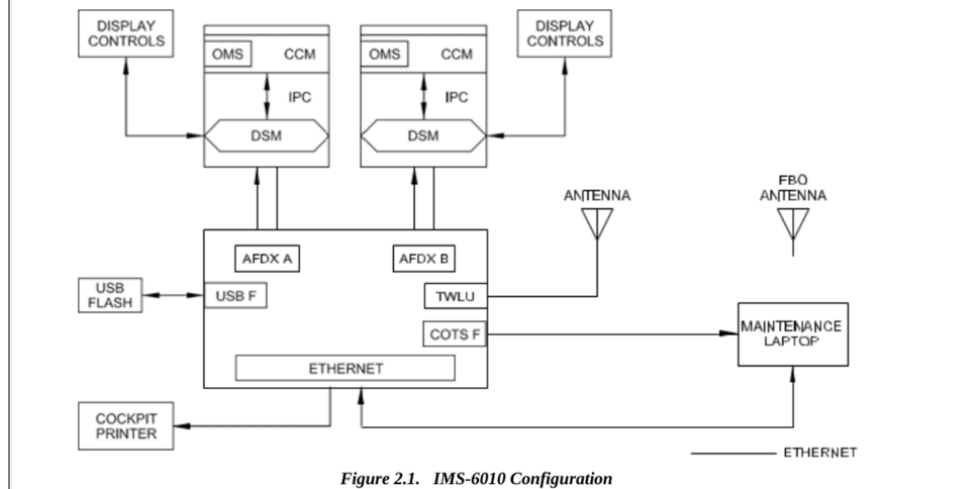 DISPLAY
CONTROLS
OMS
CCM
IPC
DSM
OMS
CCM
IPC
DSM
DISPLAY
CONTROLS
ANTENNA
FBO
ANTENNA
AFDX A
AFDX B
USB
FLASH
USB F
TWLU
COTS F
MAINTENANCE
LAPTOP
ETHERNET
COCKPIT
PRINTER
ETHERNET
Figure 2.1. IMS-6010 Configuration